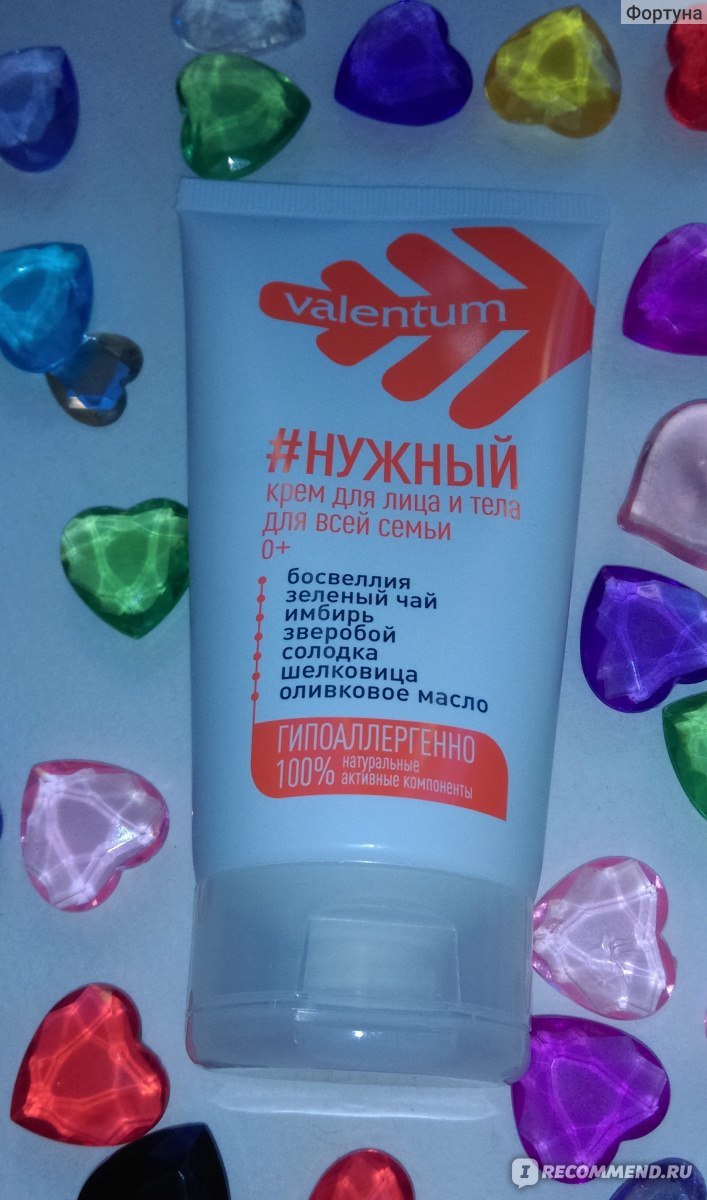 Фортуна
valentum
#НУЖНЫЙ
крем для лица и тела
для всей семьи
0+
босвеллия
зеленый чай
имбирь
зверобой
солодка
шелковица
оливковое масло
ГИПОАЛЛЕРГЕННО
100% натуральные
активные компоненты
I RECOMMEND.RU